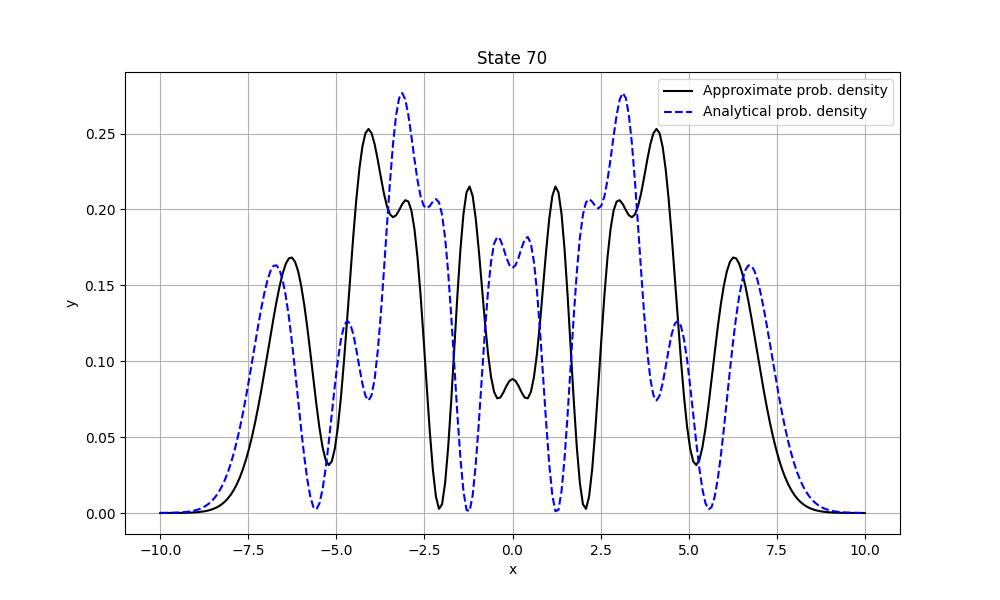 State 70
Approximate prob. density
Analytical prob. density
y
0.25
0.20
0.15
0.10
0.05
0.00
−10.0 −7.5 −5.0 −2.5 0.0 2.5 5.0 7.5 10.0
x